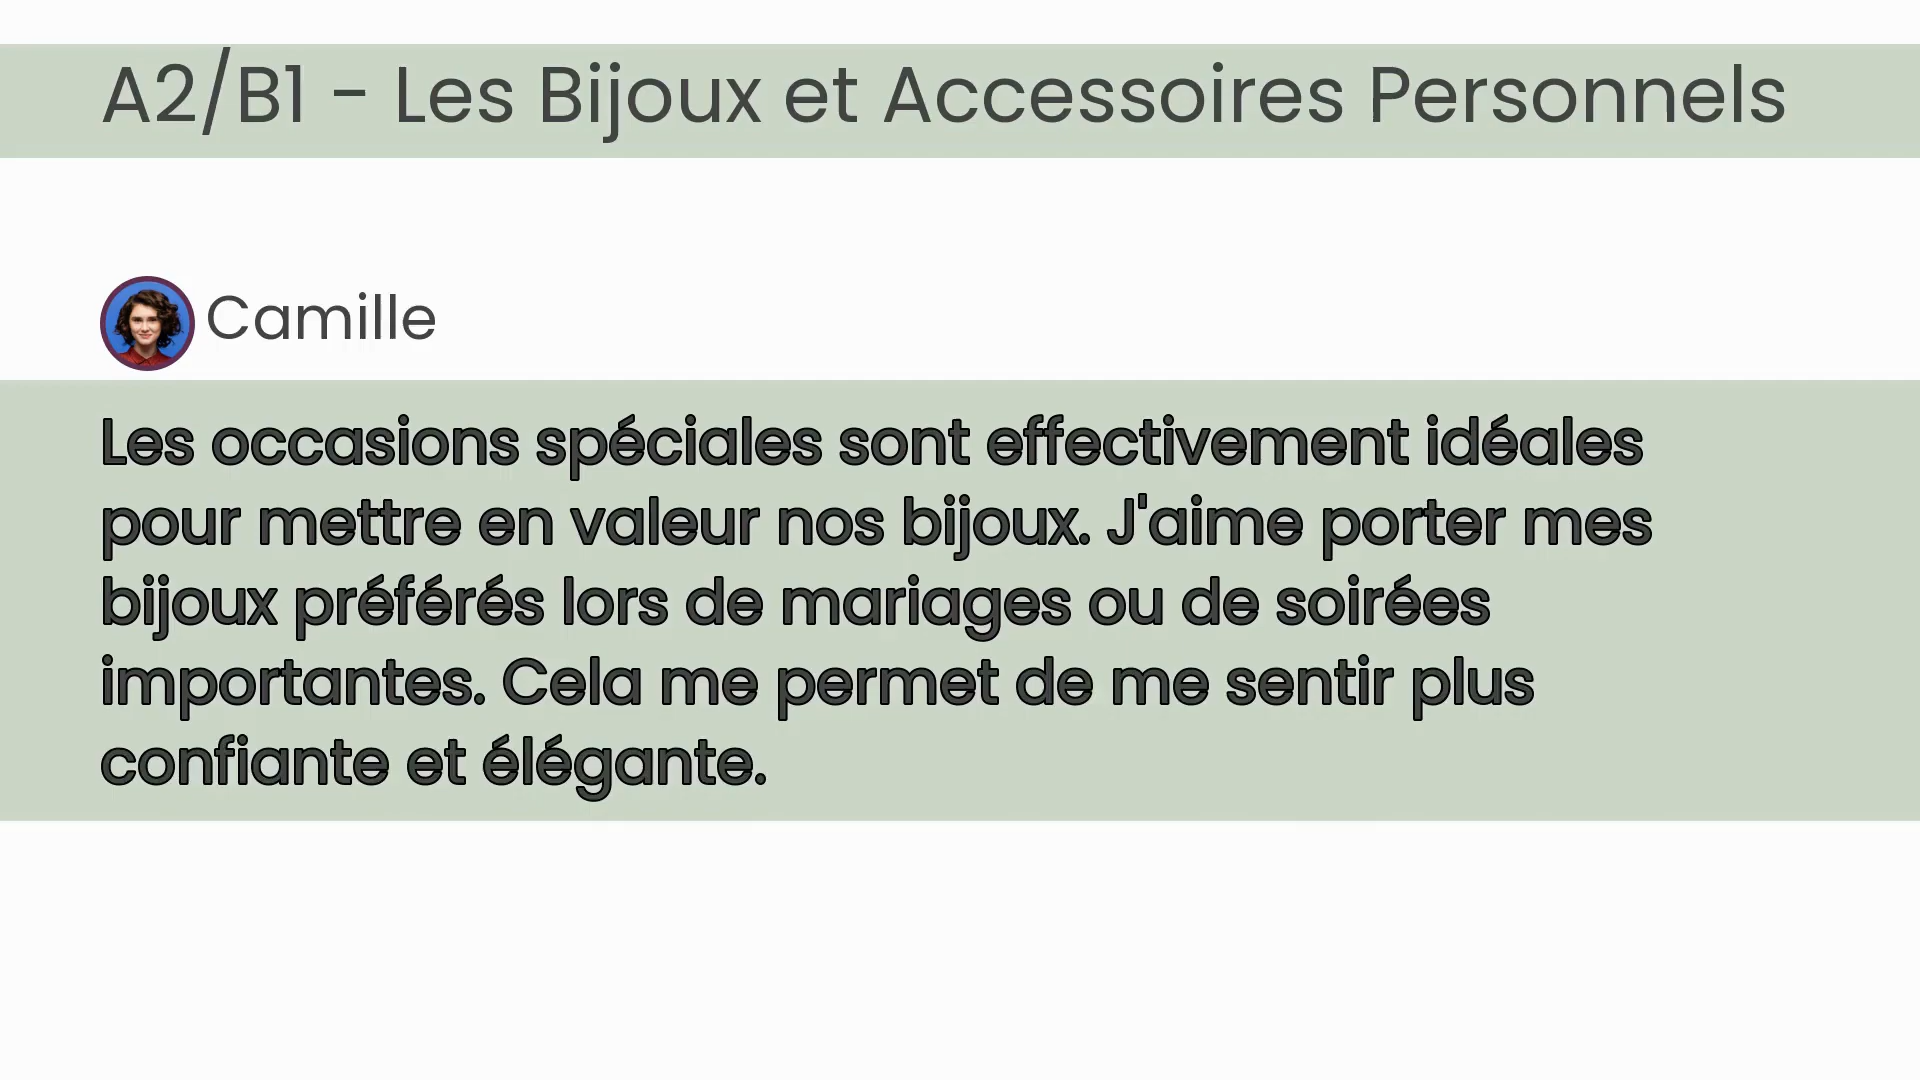 A2/B1 - Les Bijoux et Accessoires Personnels
Camille
Les occasions spéciales sont effectivement idéales
pour mettre en valeur nos bijoux. J'aime porter mes
bijoux préférés lors de mariages ou de soirées
importantes. Cela me permet de me sentir plus
confiante et élégante.